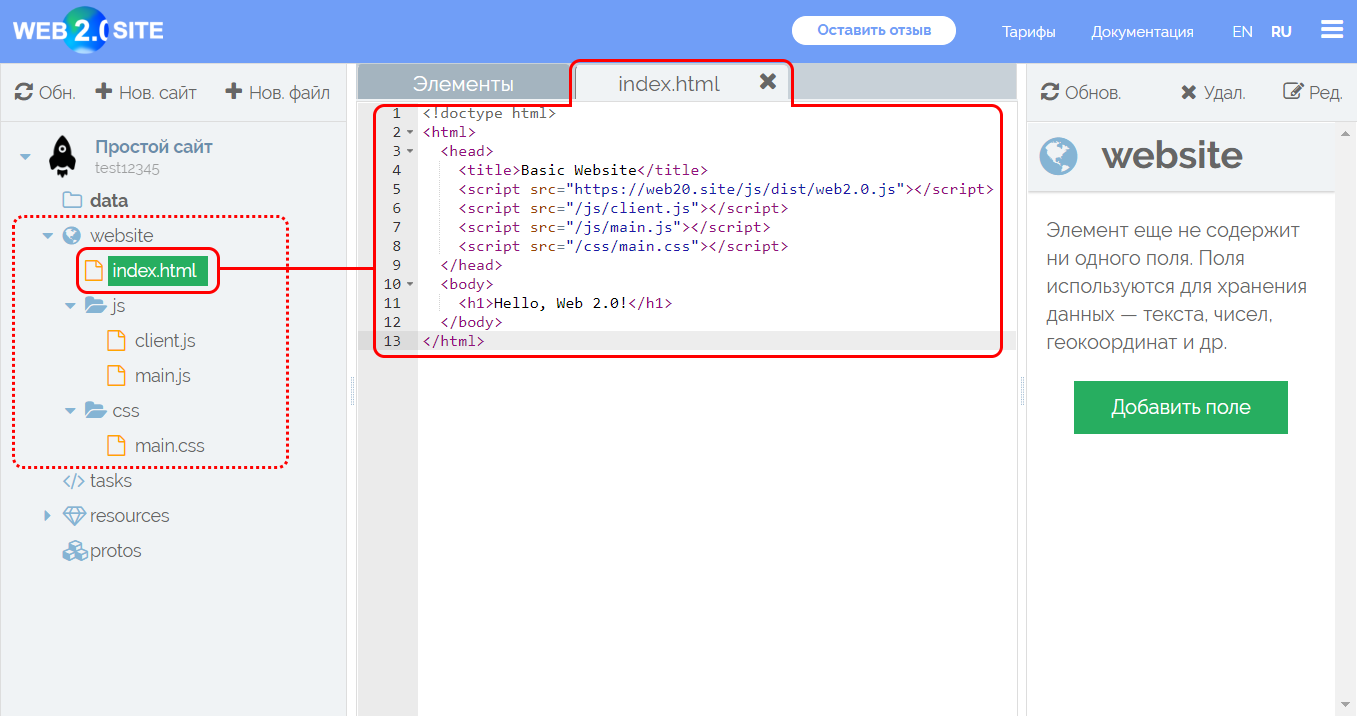 WEB 2.0 SITE
Оставить отзыв
Тарифы
Документация
EN
RU
Обн.
Нов. сайт
Нов. файл
Простой сайт
test12345
data
website
index.html
js
client.js
main.js
css
main.css
tasks
resources
protos
Элементы
index.html
1 <!doctype html>
2 <html>
3 <head>
4 <title>Basic Website</title>
5 <script src="https://web20.site/js/dist/web2.0.js"></script>
6 <script src="/js/client.js"></script>
7 <script src="/js/main.js"></script>
8 <script src="/css/main.css"></script>
9 </head>
10 <body>
11 <h1>Hello, Web 2.0!</h1>
12 </body>
13 </html>
Обнов.
Удал.
Ред.
website
Элемент еще не содержит
ни одного поля. Поля
используются для хранения
данных — текста, чисел,
геокоординат и др.
Добавить поле